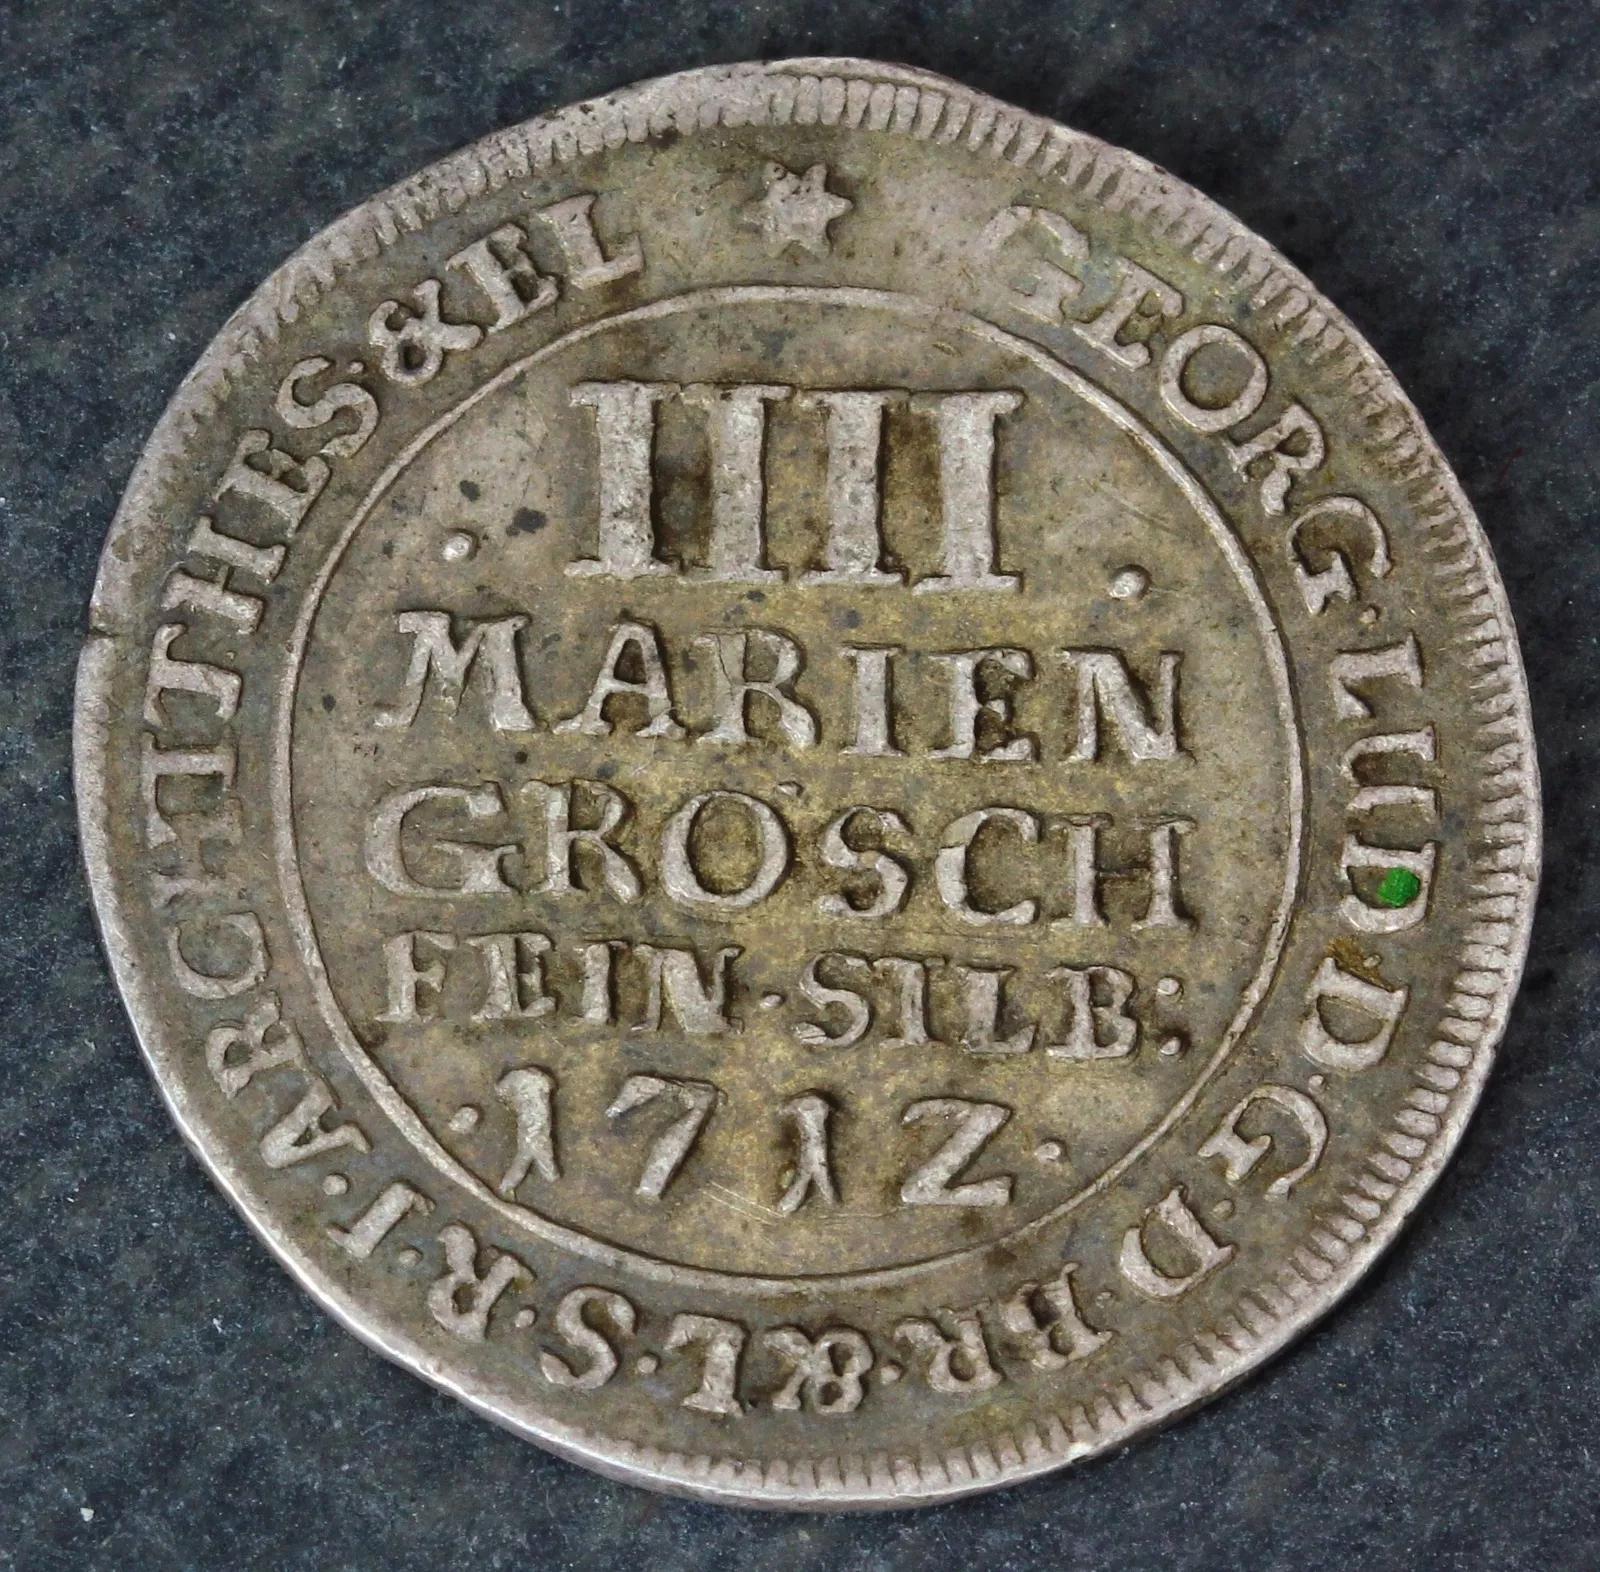 IIII
MARIEN
GROSCH
FEIN·SILB:
·1712·
GEORG·LUD·D·G·D·BR·&·L·S·R·I·ARCHITHES·&EL